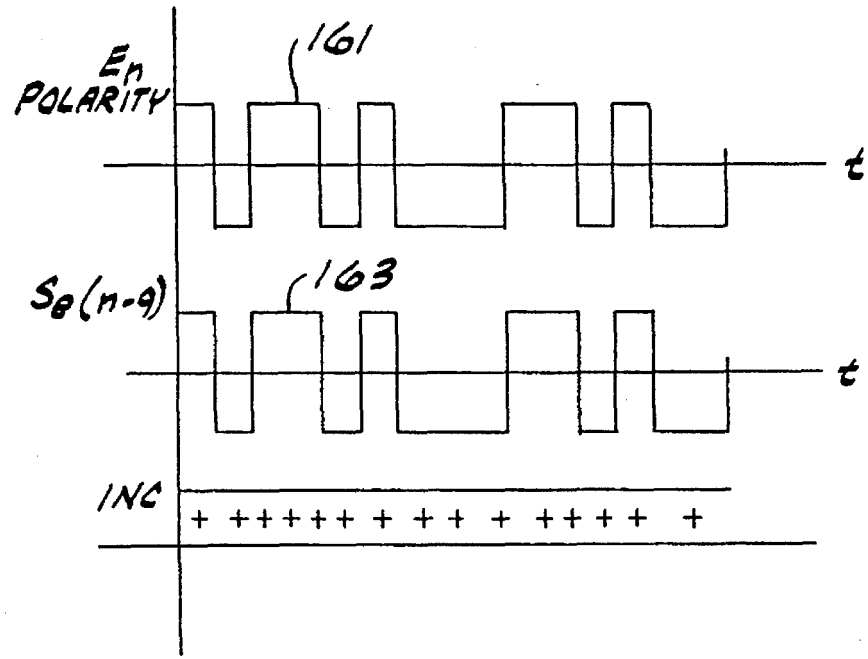 161
En
POLARITY
t
163
Se(n-9)
t
INC
+ + + + + + + + + + + + + + +